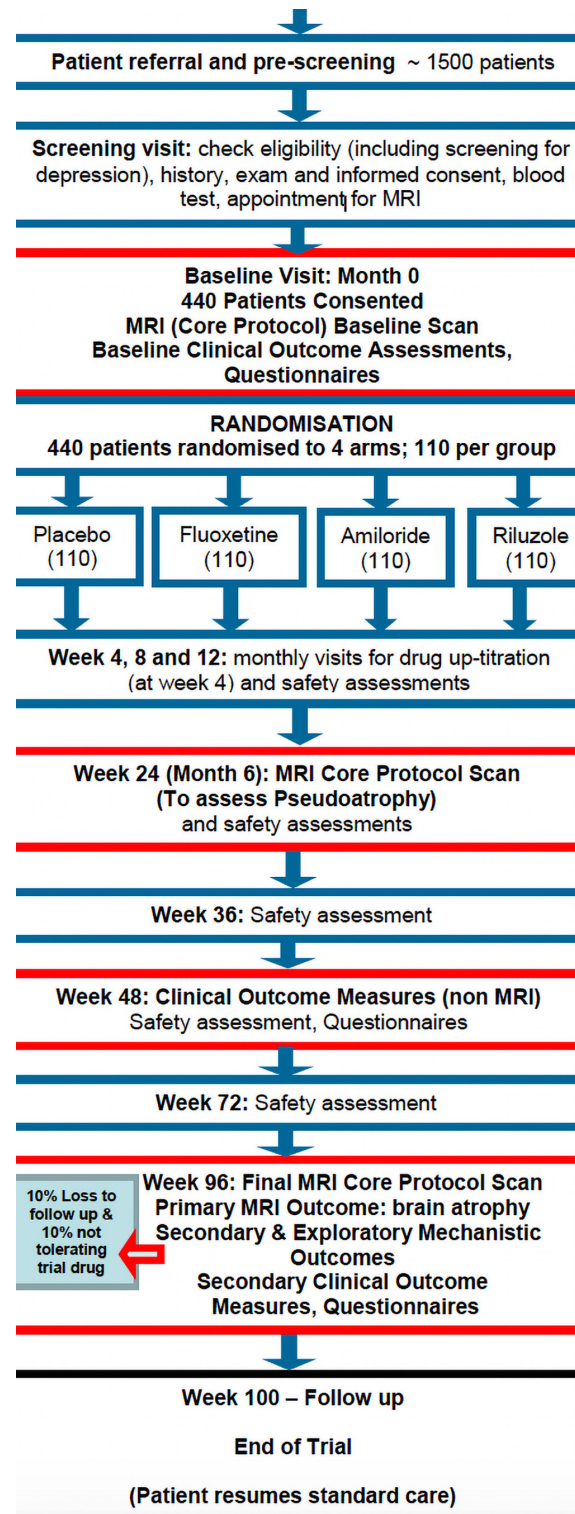 Patient referral and pre-screening ~ 1500 patients
Screening visit: check eligibility (including screening for
depression), history, exam and informed consent, blood
test, appointment for MRI
Baseline Visit: Month 0
440 Patients Consented
MRI (Core Protocol) Baseline Scan
Baseline Clinical Outcome Assessments,
Questionnaires
RANDOMISATION
440 patients randomised to 4 arms; 110 per group
Placebo
(110)
Fluoxetine
(110)
Amiloride
(110)
Riluzole
(110)
Week 4, 8 and 12: monthly visits for drug up-titration
(at week 4) and safety assessments
Week 24 (Month 6): MRI Core Protocol Scan
(To assess Pseudoatrophy)
and safety assessments
Week 36: Safety assessment
Week 48: Clinical Outcome Measures (non MRI)
Safety assessment, Questionnaires
Week 72: Safety assessment
10% Loss to
follow up &
10% not
tolerating
trial drug
Week 96: Final MRI Core Protocol Scan
Primary MRI Outcome: brain atrophy
Secondary & Exploratory Mechanistic
Outcomes
Secondary Clinical Outcome
Measures, Questionnaires
Week 100 – Follow up
End of Trial
(Patient resumes standard care)